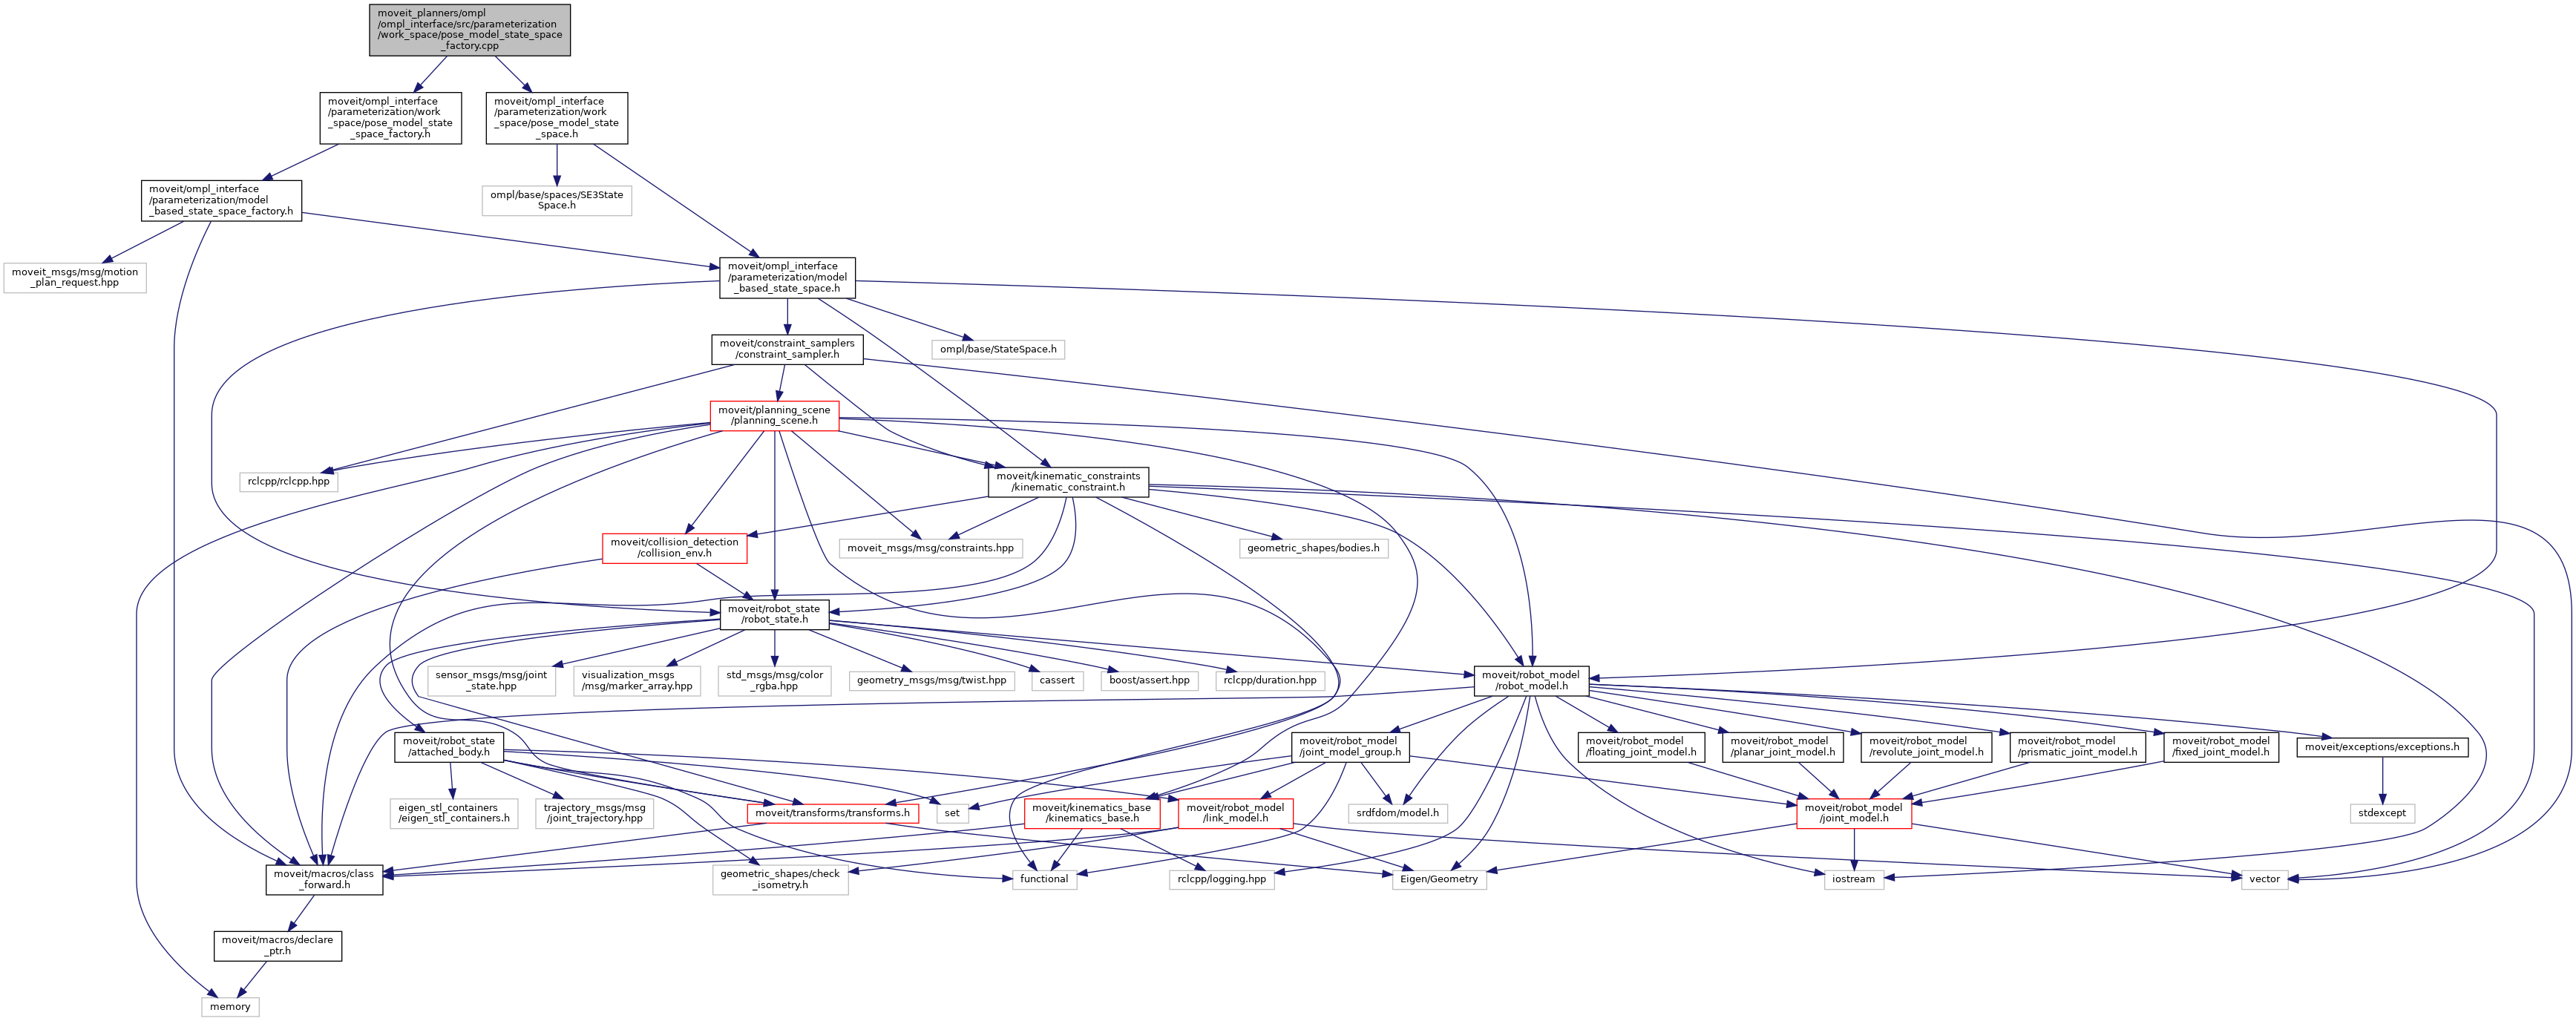 moveit_planners/ompl
/ompl_interface/src/parameterization
/work_space/pose_model_state_space
_factory.cpp
moveit/ompl_interface
/parameterization/work
_space/pose_model_state
_space_factory.h
moveit/ompl_interface
/parameterization/work
_space/pose_model_state
_space.h
moveit/ompl_interface
/parameterization/model
_based_state_space_factory.h
ompl/base/spaces/SE3State
Space.h
moveit_msgs/msg/motion
_plan_request.hpp
moveit/ompl_interface
/parameterization/model
_based_state_space.h
moveit/constraint_samplers
/constraint_sampler.h
ompl/base/StateSpace.h
moveit/planning_scene
/planning_scene.h
rclcpp/rclcpp.hpp
moveit/kinematic_constraints
/kinematic_constraint.h
moveit/collision_detection
/collision_env.h
moveit_msgs/msg/constraints.hpp
geometric_shapes/bodies.h
moveit/robot_state
/robot_state.h
sensor_msgs/msg/joint
_state.hpp
visualization_msgs
/msg/marker_array.hpp
std_msgs/msg/color
_rgba.hpp
geometry_msgs/msg/twist.hpp
cassert
boost/assert.hpp
rclcpp/duration.hpp
moveit/robot_model
/robot_model.h
moveit/robot_state
/attached_body.h
moveit/robot_model
/joint_model_group.h
moveit/robot_model
/floating_joint_model.h
moveit/robot_model
/planar_joint_model.h
moveit/robot_model
/revolute_joint_model.h
moveit/robot_model
/prismatic_joint_model.h
moveit/robot_model
/fixed_joint_model.h
moveit/exceptions/exceptions.h
eigen_stl_containers
/eigen_stl_containers.h
trajectory_msgs/msg
/joint_trajectory.hpp
moveit/transforms/transforms.h
set
moveit/kinematics_base
/kinematics_base.h
moveit/robot_model
/link_model.h
srdfdom/model.h
moveit/robot_model
/joint_model.h
stdexcept
moveit/macros/class
_forward.h
geometric_shapes/check
_isometry.h
functional
rclcpp/logging.hpp
Eigen/Geometry
iostream
vector
moveit/macros/declare
_ptr.h
memory